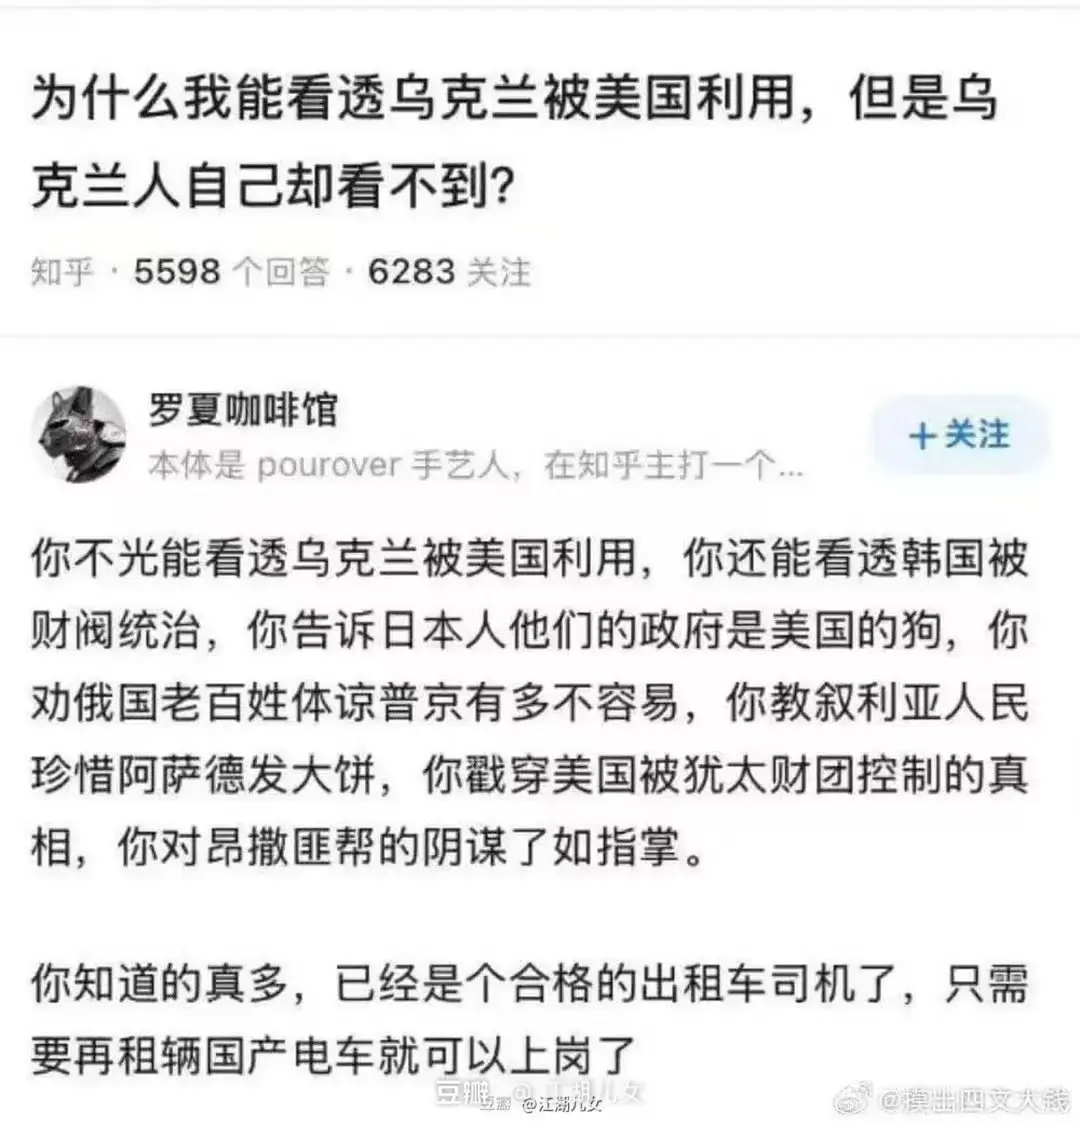 为什么我能看透乌克兰被美国利用，但是乌
克兰人自己却看不到？
知乎 · 5598 个回答 · 6283 关注
罗夏咖啡馆
本体是 pourover 手艺人，在知乎主打一个...
+关注
你不光能看透乌克兰被美国利用，你还能看透韩国被
财阀统治，你告诉日本人他们的政府是美国的狗，你
劝俄国老百姓体谅普京有多不容易，你教叙利亚人民
珍惜阿萨德发大饼，你戳穿美国被犹太财团控制的真
相，你对昂撒匪帮的阴谋了如指掌。
你知道的真多，已经是个合格的出租车司机了，只需
要再租辆国产电车就可以上岗了
豆瓣 @江湖儿女
豆瓣 @江湖儿女
@摸出四文大钱